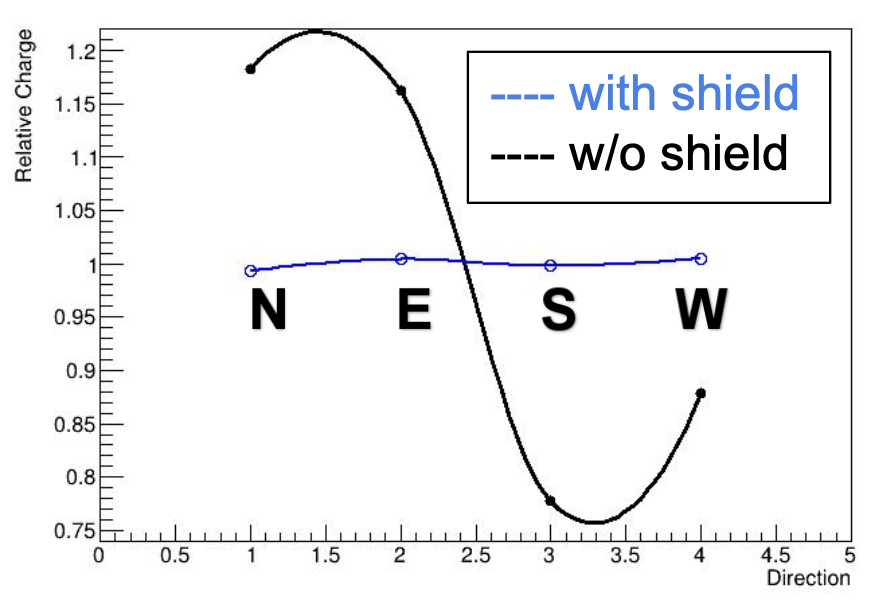 Relative Charge
1.2
1.15
1.1
1.05
1
0.95
0.9
0.85
0.8
0.75
---- with shield
---- w/o shield
N E S W
0 0.5 1 1.5 2 2.5 3 3.5 4 4.5 5
Direction